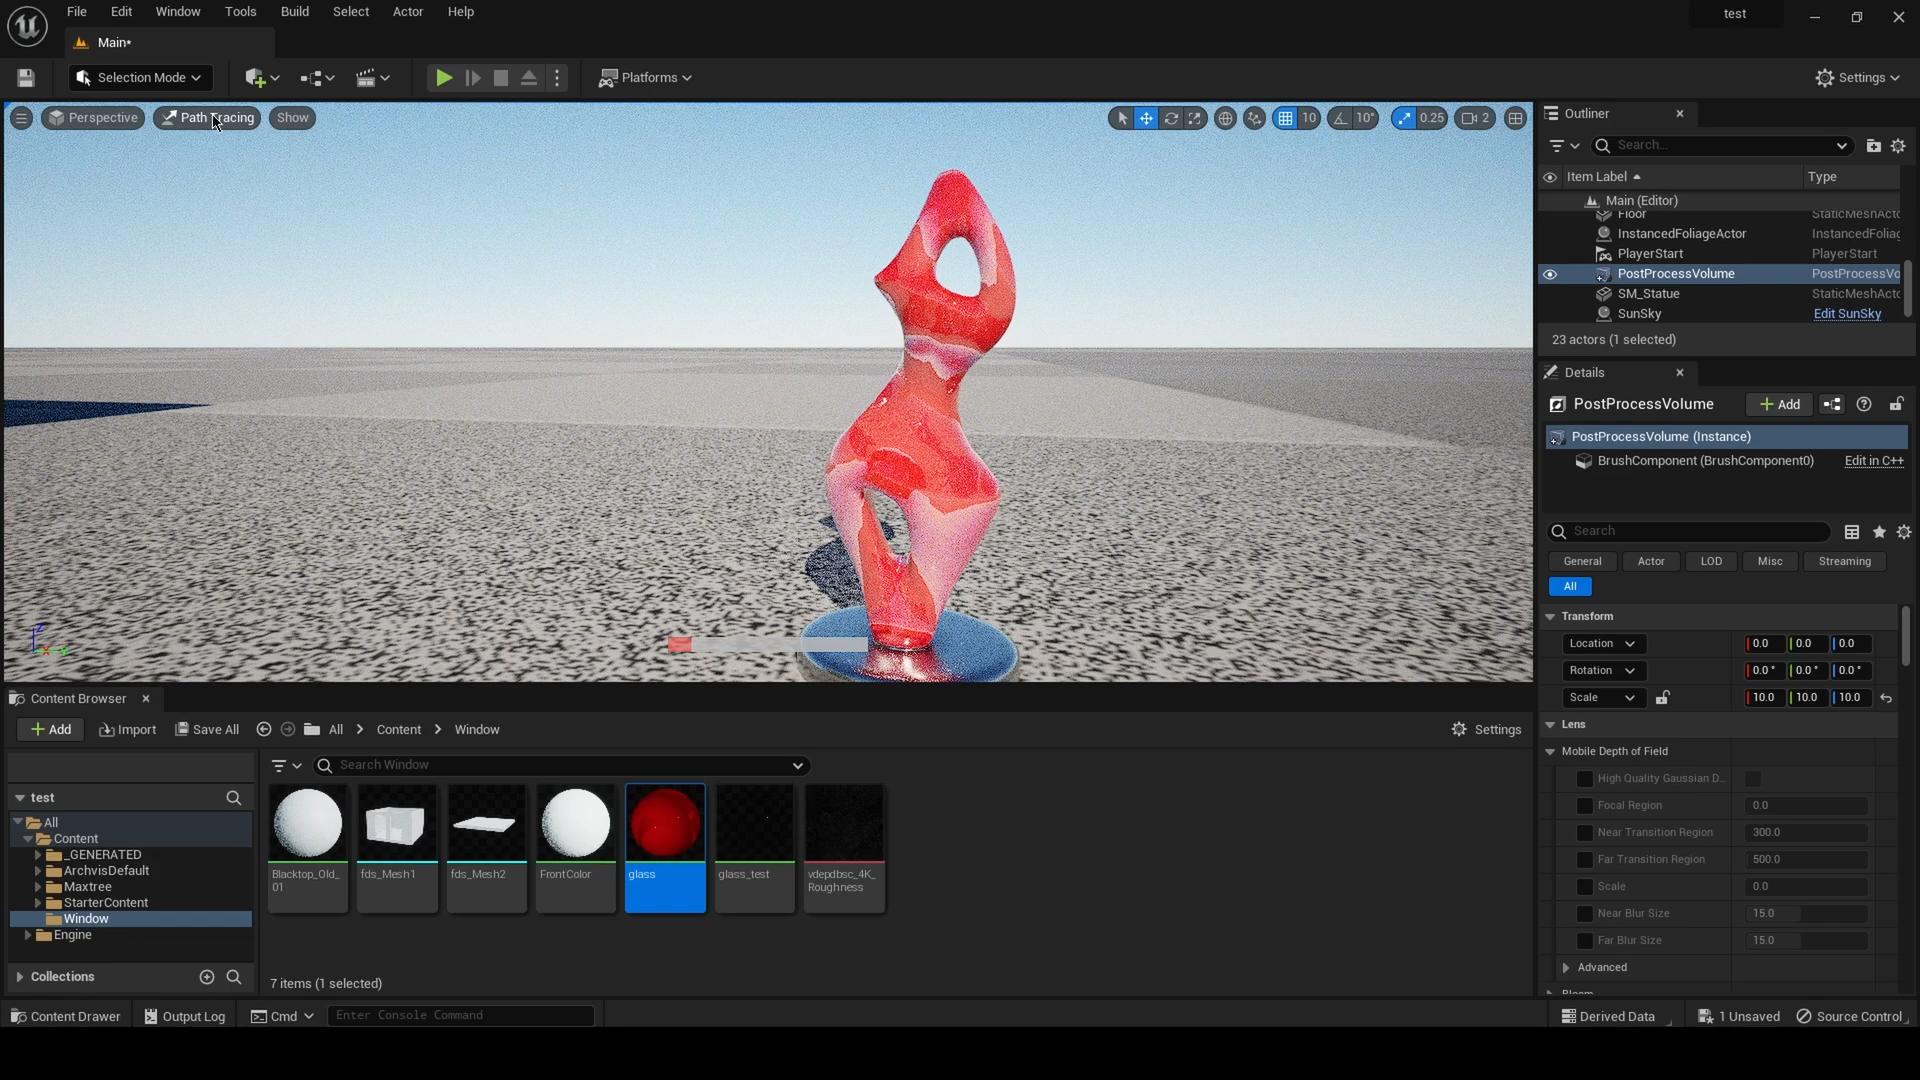 File Edit Window Tools Build Select Actor Help
test
Main*
Selection Mode
Platforms
Settings
Perspective
Path Tracing
Show
10
10°
0.25
2
Outliner
Search...
Item Label
Type
Main (Editor)
Floor StaticMeshActo
InstancedFoliageActor InstancedFoliag
PlayerStart PlayerStart
PostProcessVolume PostProcessVo
SM_Statue StaticMeshActo
SunSky Edit SunSky
23 actors (1 selected)
Details
PostProcessVolume
Add
PostProcessVolume (Instance)
BrushComponent (BrushComponent0) Edit in C++
Search
General Actor LOD Misc Streaming
All
Transform
Location 0.0 0.0 0.0
Rotation 0.0° 0.0° 0.0°
Scale 10.0 10.0 10.0
Lens
Mobile Depth of Field
High Quality Gaussian D...
Focal Region 0.0
Near Transition Region 300.0
Far Transition Region 500.0
Scale 0.0
Near Blur Size 15.0
Far Blur Size 15.0
Advanced
Bloom
Content Browser
Add Import Save All All Content Window Settings
Search Window
test
All
Content
_GENERATED
ArchvisDefault
Maxtree
StarterContent
Window
Engine
Collections
Blacktop_Old_
01
fds_Mesh1
fds_Mesh2
FrontColor
glass
glass_test
vdepdbsc_4K_
Roughness
7 items (1 selected)
Content Drawer Output Log Cmd Enter Console Command Derived Data 1 Unsaved Source Control